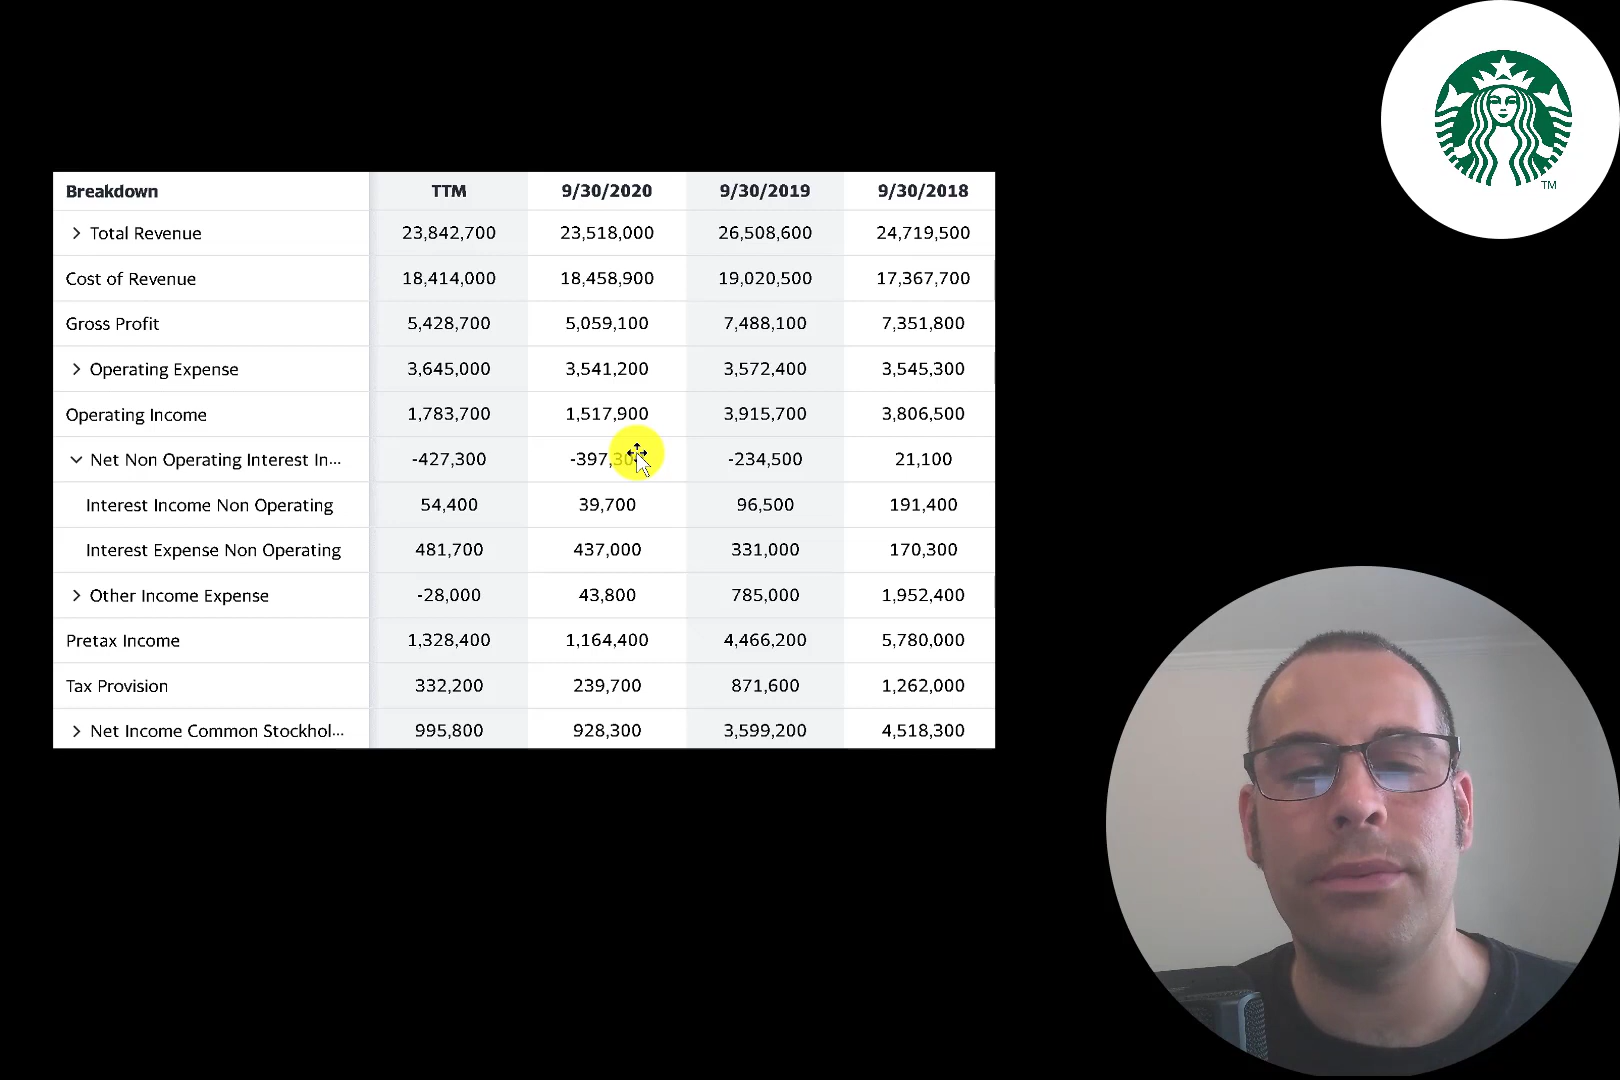 Breakdown TTM 9/30/2020 9/30/2019 9/30/2018
Total Revenue 23,842,700 23,518,000 26,508,600 24,719,500
Cost of Revenue 18,414,000 18,458,900 19,020,500 17,367,700
Gross Profit 5,428,700 5,059,100 7,488,100 7,351,800
Operating Expense 3,645,000 3,541,200 3,572,400 3,545,300
Operating Income 1,783,700 1,517,900 3,915,700 3,806,500
Net Non Operating Interest In... -427,300 -397,300 -234,500 21,100
Interest Income Non Operating 54,400 39,700 96,500 191,400
Interest Expense Non Operating 481,700 437,000 331,000 170,300
Other Income Expense -28,000 43,800 785,000 1,952,400
Pretax Income 1,328,400 1,164,400 4,466,200 5,780,000
Tax Provision 332,200 239,700 871,600 1,262,000
Net Income Common Stockhol... 995,800 928,300 3,599,200 4,518,300
TM